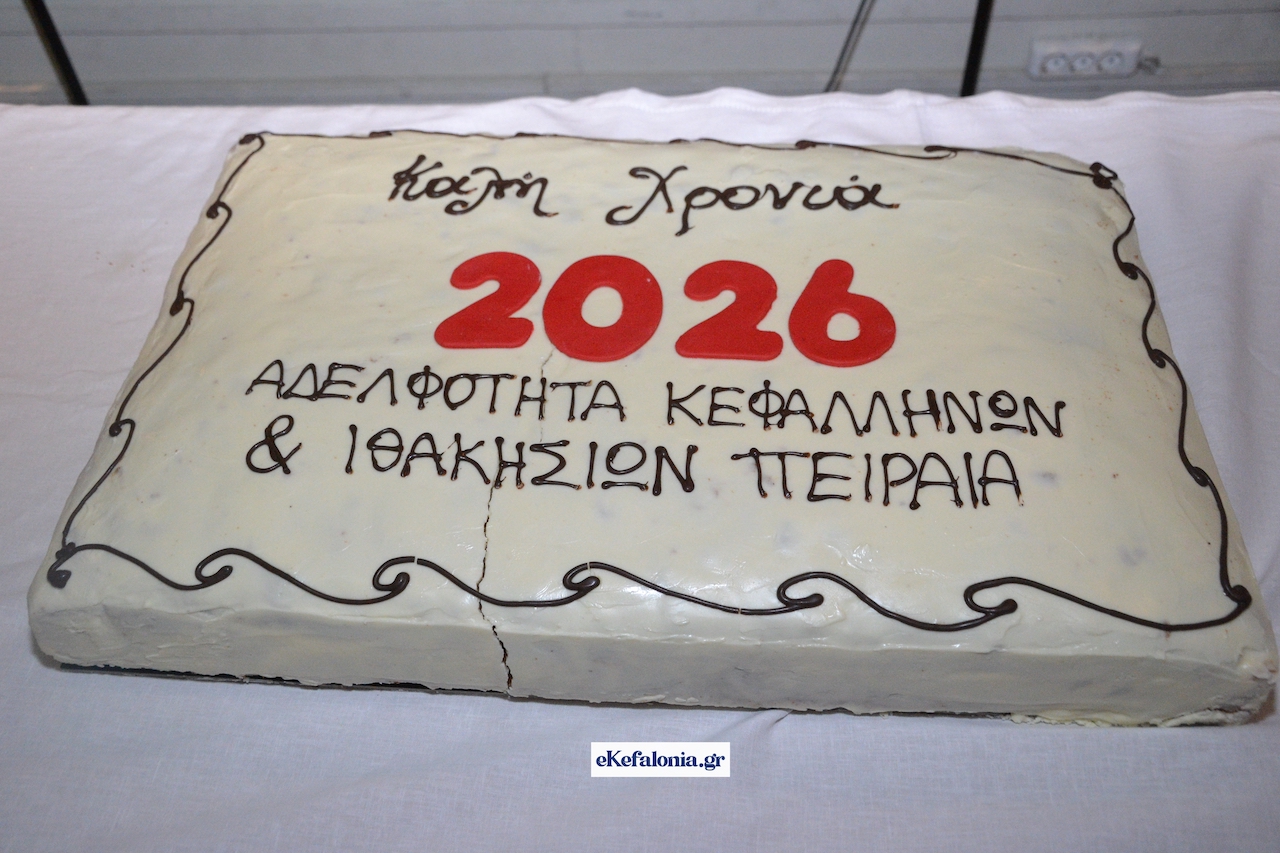 Καλή Χρονιά
2026
ΑΔΕΛΦΟΤΗΤΑ ΚΕΦΑΛΛΗΝΩΝ
& ΙΘΑΚΗΣΙΩΝ ΠΕΙΡΑΙΑ
eKefalonia.gr